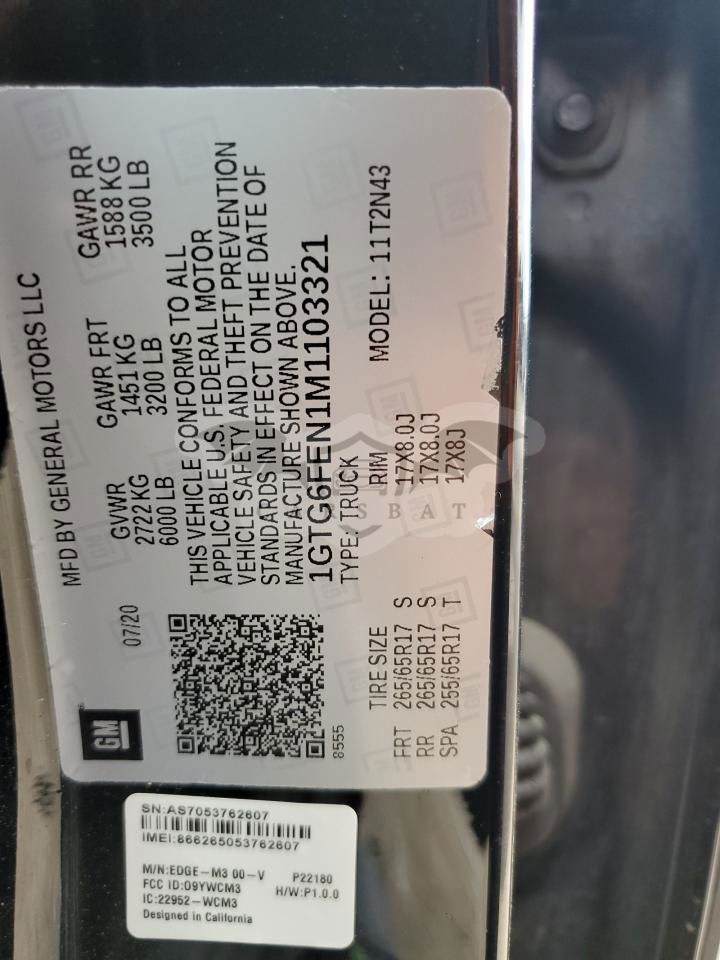 MFD BY GENERAL MOTORS LLC
GM
07/20
GVWR GAWR FRT GAWR RR
2722 KG 1451 KG 1588 KG
6000 LB 3200 LB 3500 LB
THIS VEHICLE CONFORMS TO ALL
APPLICABLE U.S. FEDERAL MOTOR
VEHICLE SAFETY AND THEFT PREVENTION
STANDARDS IN EFFECT ON THE DATE OF
MANUFACTURE SHOWN ABOVE.
1GTG6FEN1M1103321
8555
TYPE: TRUCK MODEL: 11T2N43
TIRE SIZE RIM
FRT 265/65R17 S 17X8.0J
RR 265/65R17 S 17X8.0J
SPA 255/65R17 T 17X8J
SN:AS7053762607
IMEI:866265053762607
M/N:EDGE-M3 00-V P22180
FCC ID:O9YWCM3 H/W:P1.0.0
IC:22952-WCM3
Designed in California